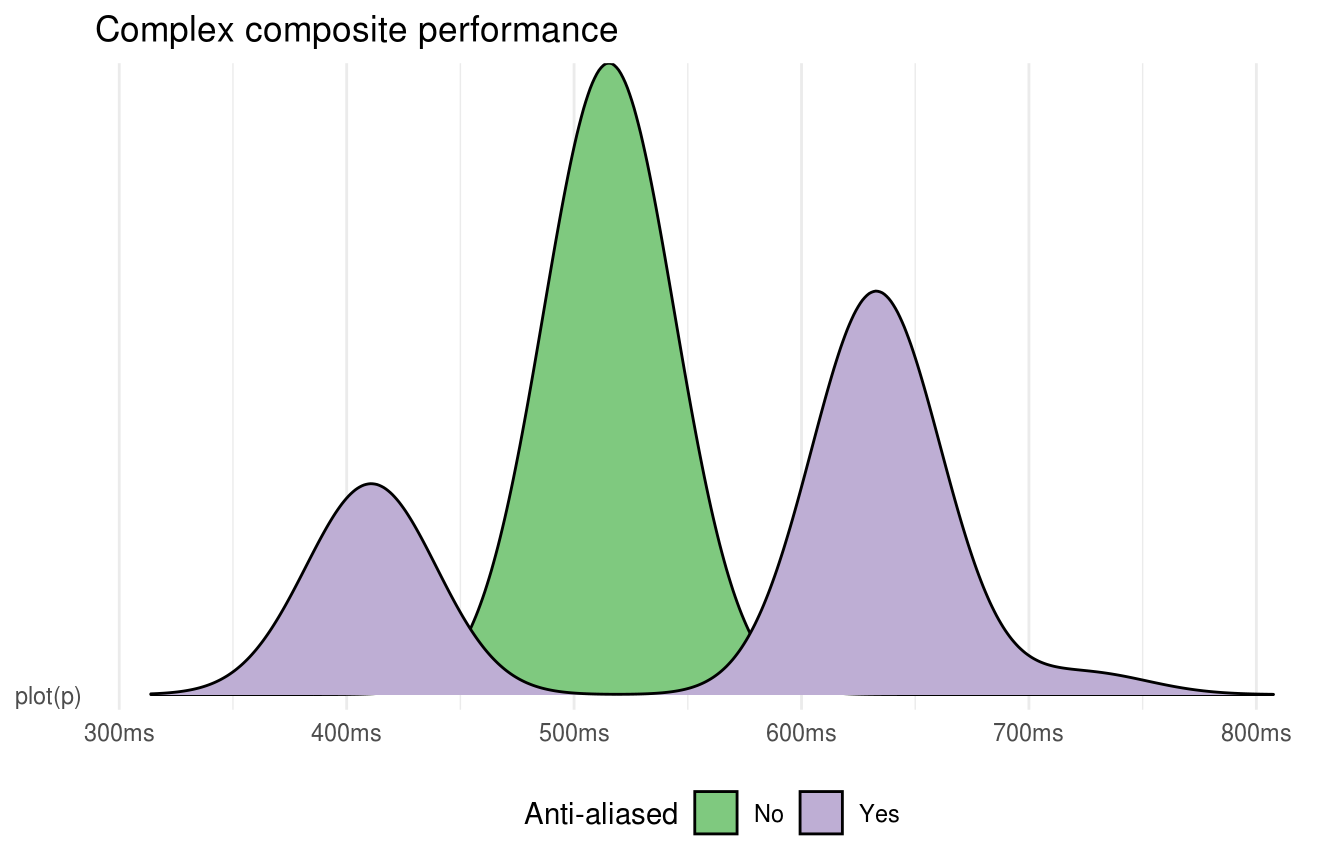 Complex composite performance
plot(p)
300ms 400ms 500ms 600ms 700ms 800ms
Anti-aliased No Yes